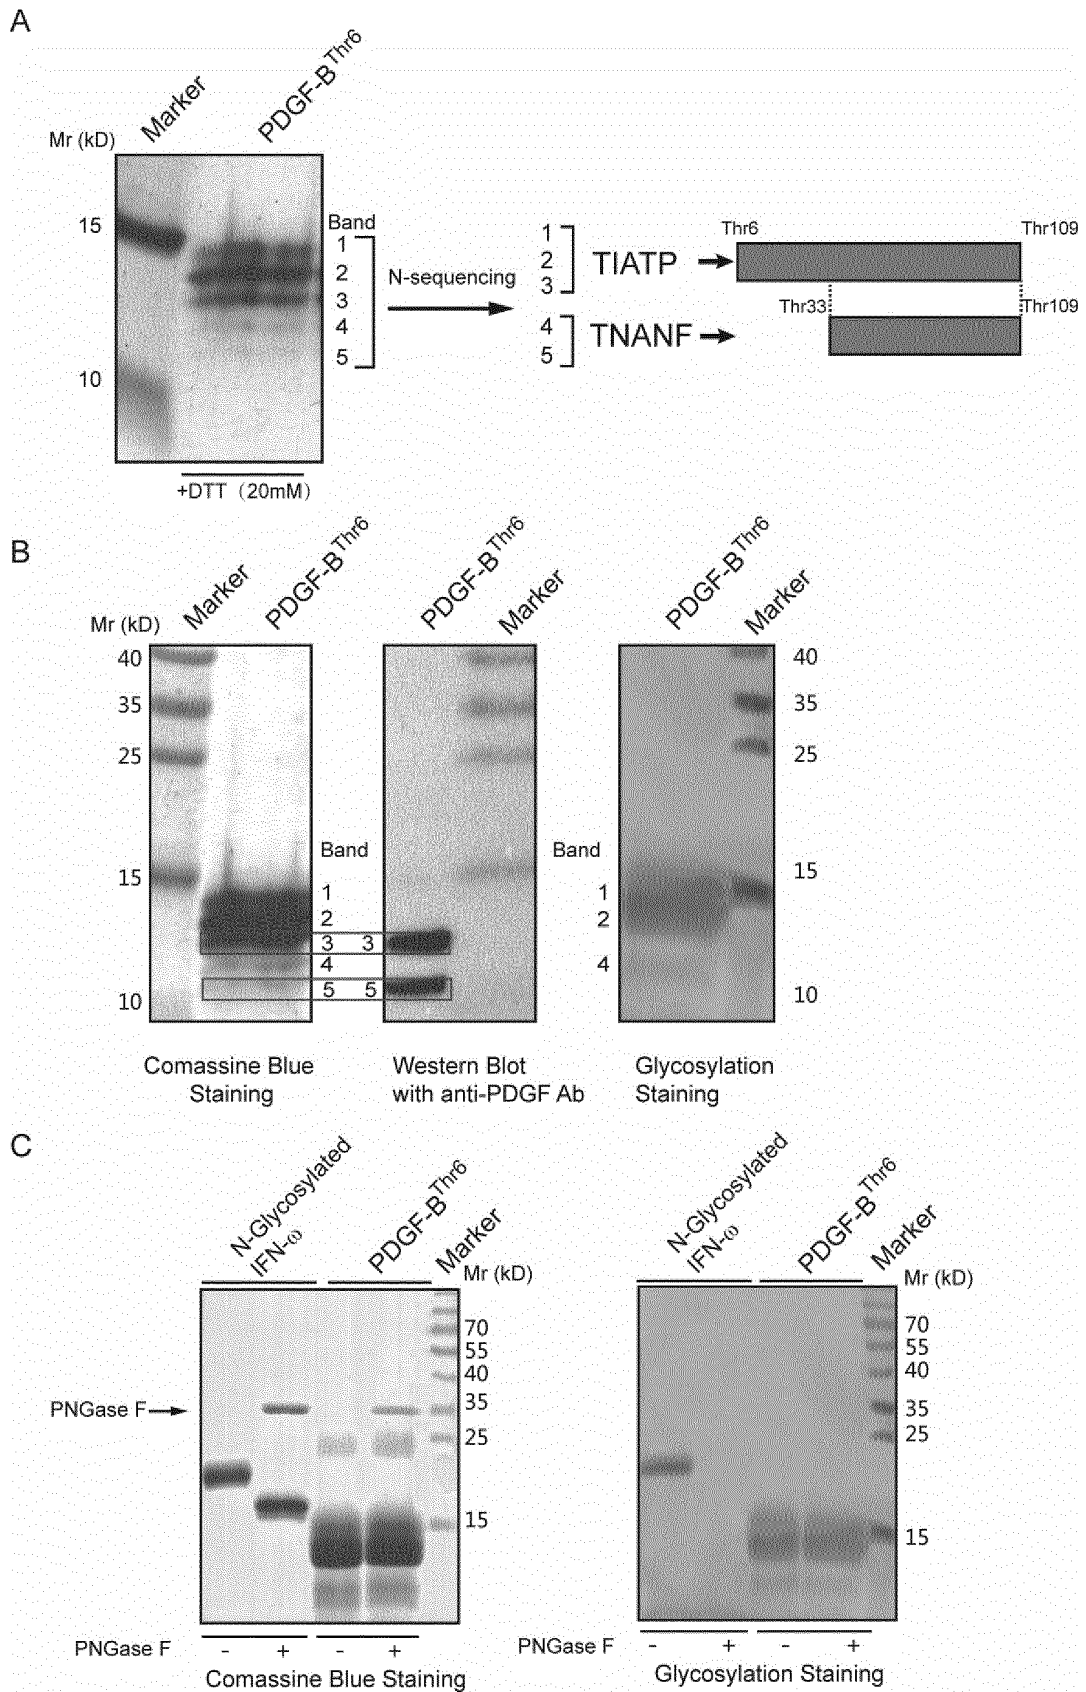 A
Marker
PDGF-B^Thr6
Mr (kD)
15
10
Band
1
2
3
4
5
+DTT (20mM)
N-sequencing
1
2
3
TIATP
4
5
TNANF
Thr6
Thr109
Thr33
Thr109
B
Mr (kD)
Marker
PDGF-B^Thr6
PDGF-B^Thr6
Marker
PDGF-B^Thr6
Marker
40
35
25
15
10
Band
1
2
3 3
4
5 5
Band
1
2
4
40
35
25
15
10
Comassine Blue
Staining
Western Blot
with anti-PDGF Ab
Glycosylation
Staining
C
N-Glycosylated
IFN-ω
PDGF-B^Thr6
Marker
Mr (kD)
70
55
40
35
25
15
PNGase F
PNGase F - + - +
Comassine Blue Staining
N-Glycosylated
IFN-ω
PDGF-B^Thr6
Marker
Mr (kD)
70
55
40
35
25
15
PNGase F - + - +
Glycosylation Staining